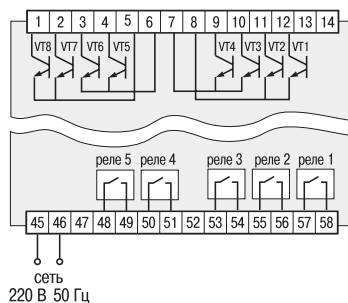 1 2 3 4 5 6 7 8 9 10 11 12 13 14
VT8 VT7 VT6 VT5 VT4 VT3 VT2 VT1
реле 5 реле 4 реле 3 реле 2 реле 1
45 46 47 48 49 50 51 52 53 54 55 56 57 58
сеть
220 В 50 Гц